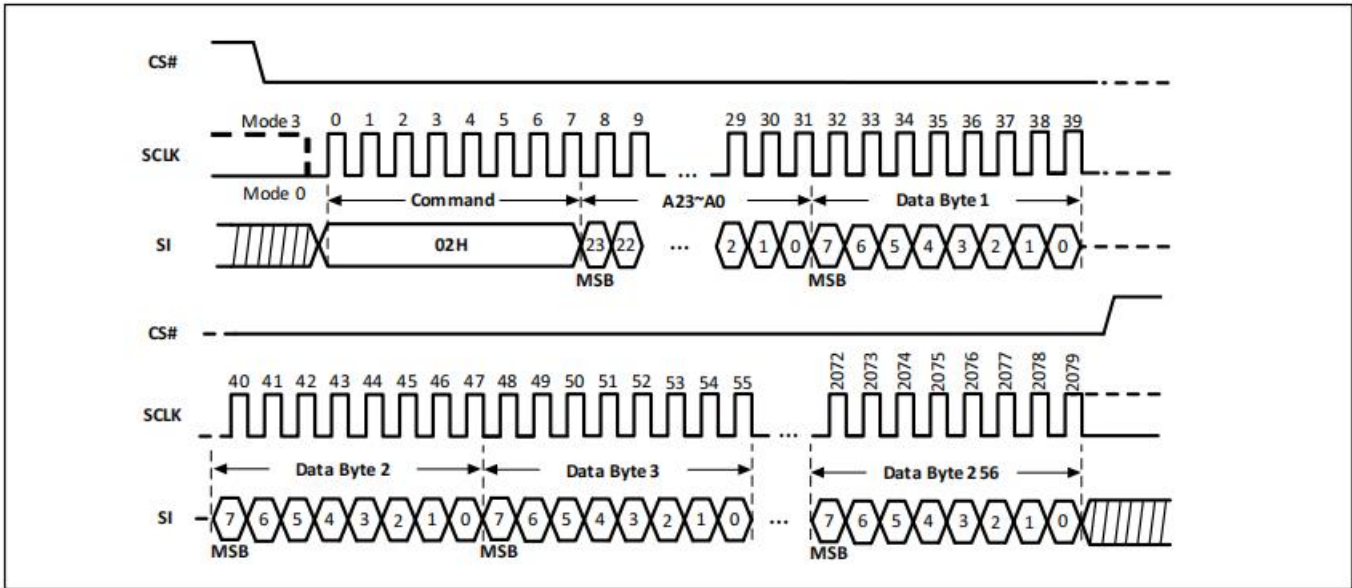 CS#
Mode 3 0 1 2 3 4 5 6 7 8 9 29 30 31 32 33 34 35 36 37 38 39
SCLK ...
Mode 0 Command A23~A0 Data Byte 1
SI 02H 23 22 ... 2 1 0 7 6 5 4 3 2 1 0
MSB MSB
CS#
40 41 42 43 44 45 46 47 48 49 50 51 52 53 54 55 2072 2073 2074 2075 2076 2077 2078 2079
SCLK ...
Data Byte 2 Data Byte 3 Data Byte 2 56
SI 7 6 5 4 3 2 1 0 7 6 5 4 3 2 1 0 ... 7 6 5 4 3 2 1 0
MSB MSB MSB